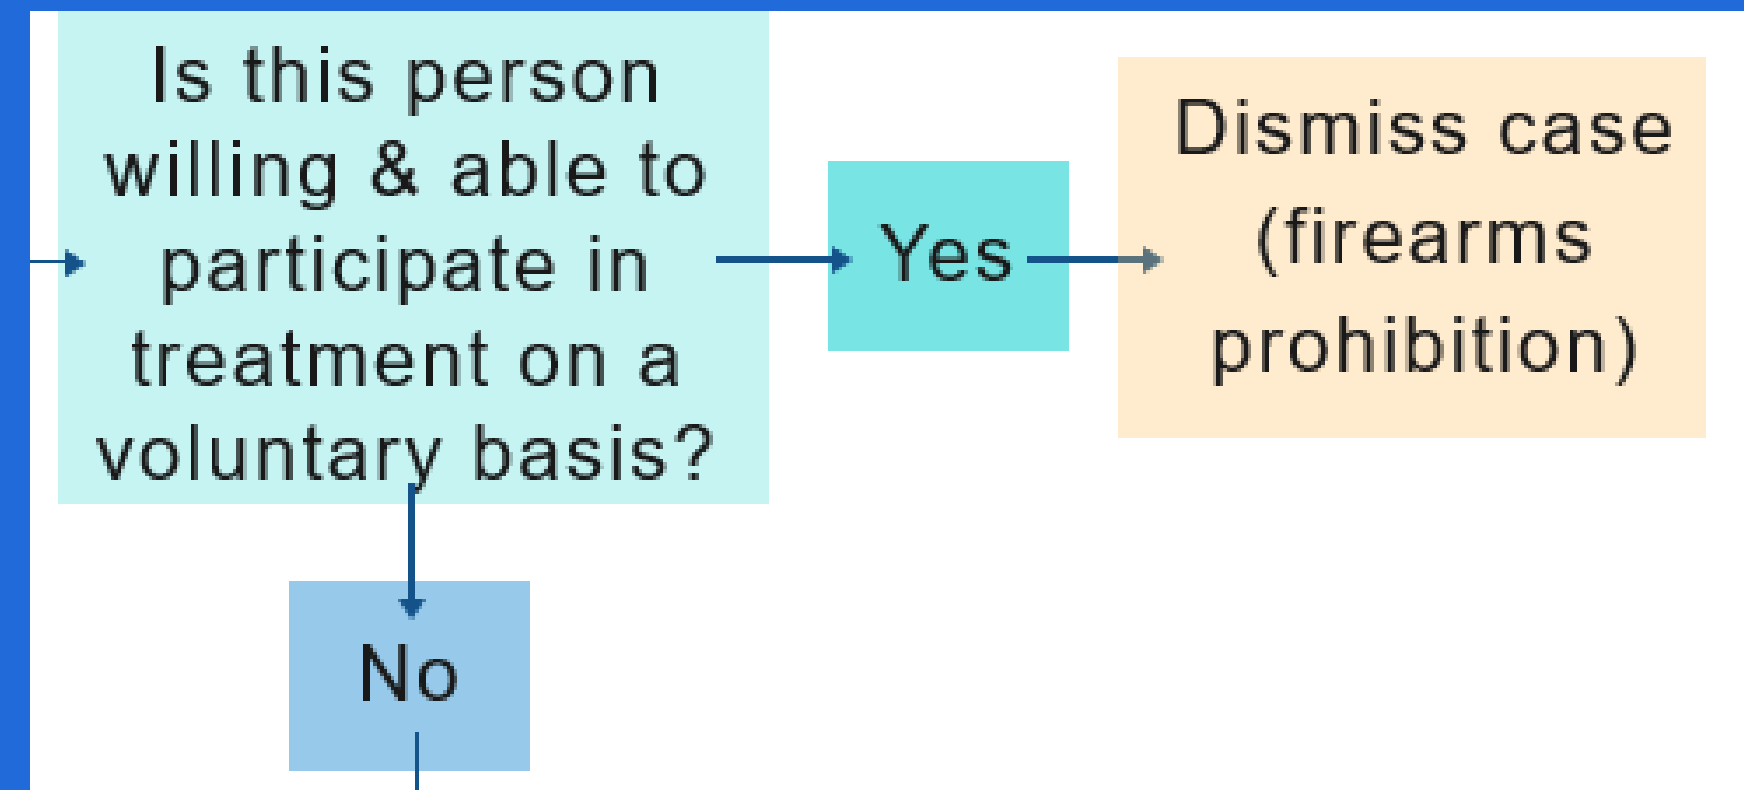 Is this person
willing & able to
participate in
treatment on a
voluntary basis?
Yes
Dismiss case
(firearms
prohibition)
No